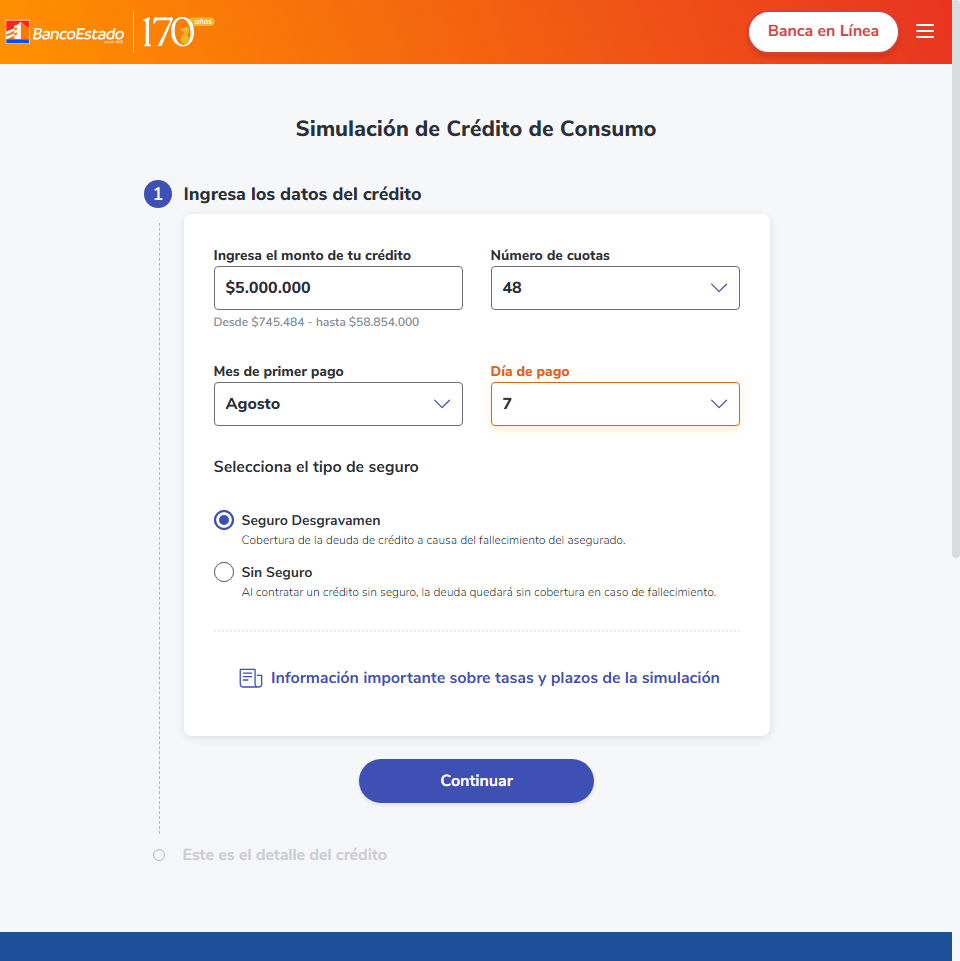 BancoEstado
170 años
Banca en Línea
Simulación de Crédito de Consumo
1 Ingresa los datos del crédito
Ingresa el monto de tu crédito Número de cuotas
$5.000.000 48
Desde $745.484 - hasta $58.854.000
Mes de primer pago Día de pago
Agosto 7
Selecciona el tipo de seguro
Seguro Desgravamen
Cobertura de la deuda de crédito a causa del fallecimiento del asegurado.
Sin Seguro
Al contratar un crédito sin seguro, la deuda quedará sin cobertura en caso de fallecimiento.
Información importante sobre tasas y plazos de la simulación
Continuar
Este es el detalle del crédito